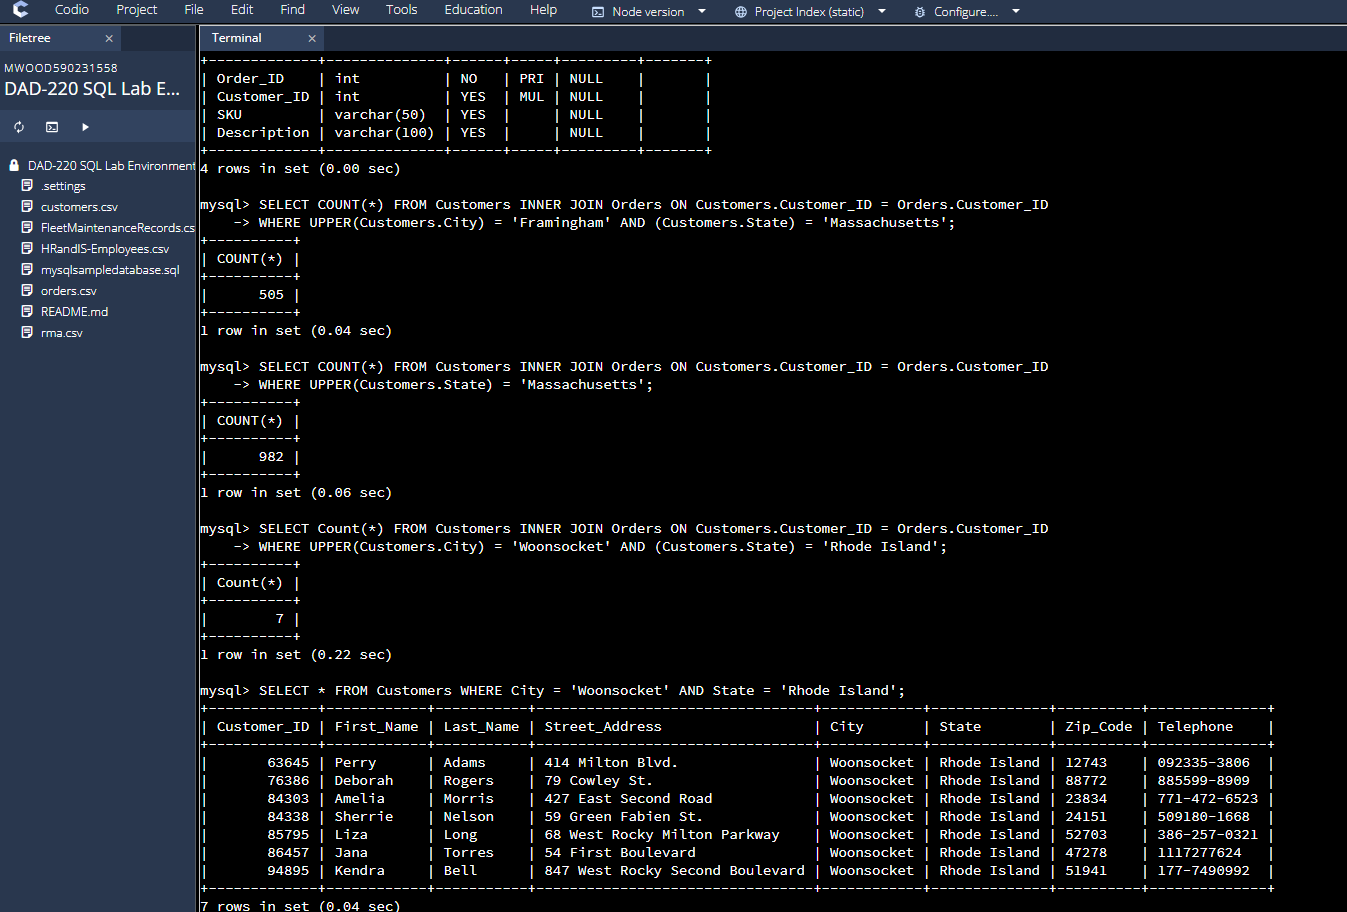 Codio Project File Edit Find View Tools Education Help Node version Project Index (static) Configure....
Filetree × Terminal ×
MWOOD590231558
DAD-220 SQL Lab E...
DAD-220 SQL Lab Environment
.settings
customers.csv
FleetMaintenanceRecords.cs
HRandIS-Employees.csv
mysqlsampledatabase.sql
orders.csv
README.md
rma.csv
+-------------+--------------+------+-----+---------+-------+
| Order_ID    | int          | NO   | PRI | NULL    |       |
| Customer_ID | int          | YES  | MUL | NULL    |       |
| SKU         | varchar(50)  | YES  |     | NULL    |       |
| Description | varchar(100) | YES  |     | NULL    |       |
+-------------+--------------+------+-----+---------+-------+
4 rows in set (0.00 sec)
mysql> SELECT COUNT(*) FROM Customers INNER JOIN Orders ON Customers.Customer_ID = Orders.Customer_ID
    -> WHERE UPPER(Customers.City) = 'Framingham' AND (Customers.State) = 'Massachusetts';
+----------+
| COUNT(*) |
+----------+
|      505 |
+----------+
1 row in set (0.04 sec)
mysql> SELECT COUNT(*) FROM Customers INNER JOIN Orders ON Customers.Customer_ID = Orders.Customer_ID
    -> WHERE UPPER(Customers.State) = 'Massachusetts';
+----------+
| COUNT(*) |
+----------+
|      982 |
+----------+
1 row in set (0.06 sec)
mysql> SELECT Count(*) FROM Customers INNER JOIN Orders ON Customers.Customer_ID = Orders.Customer_ID
    -> WHERE UPPER(Customers.City) = 'Woonsocket' AND (Customers.State) = 'Rhode Island';
+----------+
| Count(*) |
+----------+
|        7 |
+----------+
1 row in set (0.22 sec)
mysql> SELECT * FROM Customers WHERE City = 'Woonsocket' AND State = 'Rhode Island';
+-------------+------------+-----------+---------------------------------+------------+--------------+----------+--------------+
| Customer_ID | First_Name | Last_Name | Street_Address                  | City       | State        | Zip_Code | Telephone    |
+-------------+------------+-----------+---------------------------------+------------+--------------+----------+--------------+
|       63645 | Perry      | Adams     | 414 Milton Blvd.                | Woonsocket | Rhode Island | 12743    | 092335-3806  |
|       76386 | Deborah    | Rogers    | 79 Cowley St.                   | Woonsocket | Rhode Island | 88772    | 885599-8909  |
|       84303 | Amelia     | Morris    | 427 East Second Road            | Woonsocket | Rhode Island | 23834    | 771-472-6523 |
|       84338 | Sherrie    | Nelson    | 59 Green Fabien St.             | Woonsocket | Rhode Island | 24151    | 509180-1668  |
|       85795 | Liza       | Long      | 68 West Rocky Milton Parkway    | Woonsocket | Rhode Island | 52703    | 386-257-0321 |
|       86457 | Jana       | Torres    | 54 First Boulevard              | Woonsocket | Rhode Island | 47278    | 1117277624   |
|       94895 | Kendra     | Bell      | 847 West Rocky Second Boulevard | Woonsocket | Rhode Island | 51941    | 177-7490992  |
+-------------+------------+-----------+---------------------------------+------------+--------------+----------+--------------+
7 rows in set (0.04 sec)